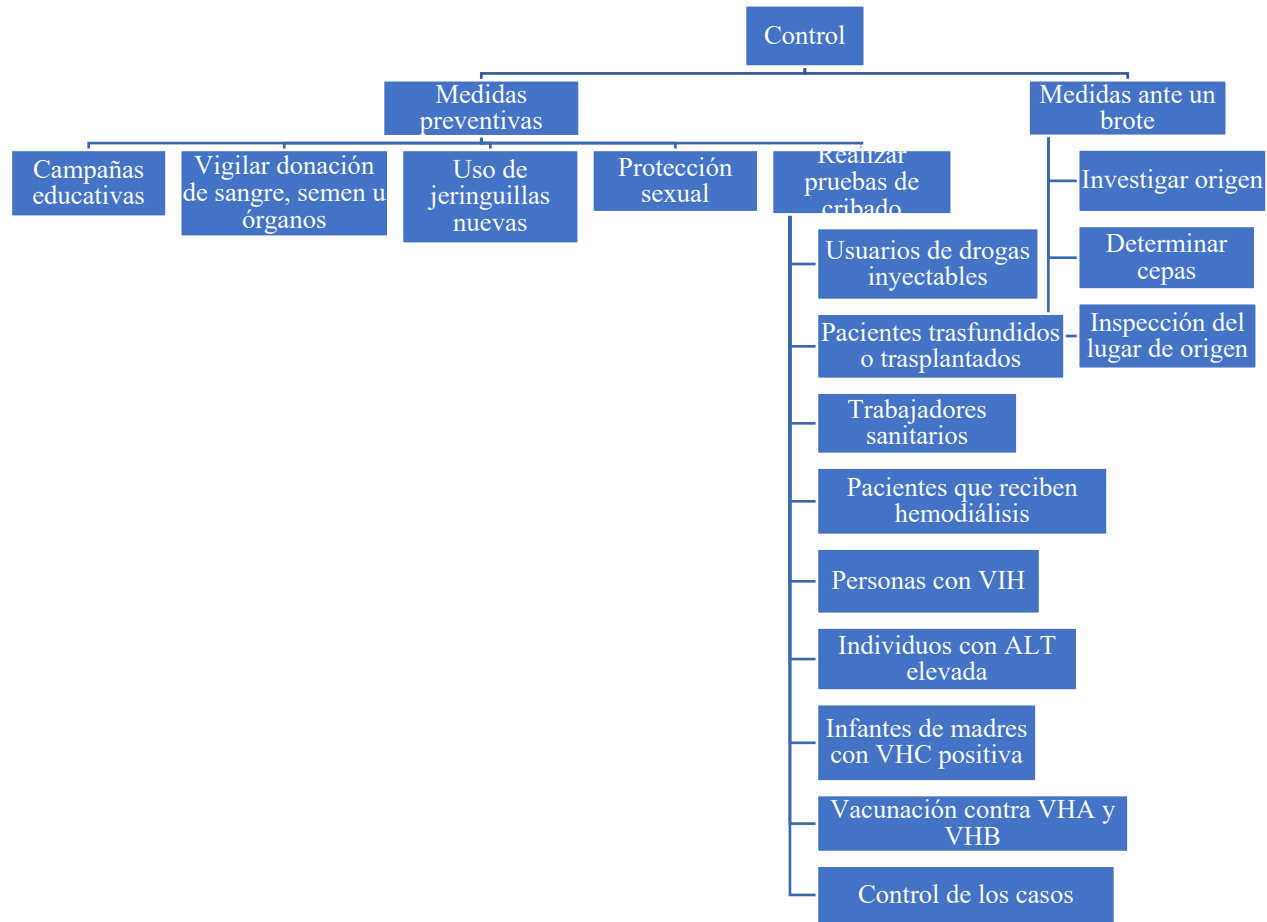 Control
Medidas
preventivas
Medidas ante un
brote
Campañas
educativas
Vigilar donación
de sangre, semen u
órganos
Uso de
jeringuillas
nuevas
Protección
sexual
Realizar
pruebas de
cribado
Usuarios de drogas
inyectables
Pacientes trasfundidos
o trasplantados
Trabajadores
sanitarios
Pacientes que reciben
hemodiálisis
Personas con VIH
Individuos con ALT
elevada
Infantes de madres
con VHC positiva
Vacunación contra VHA y
VHB
Control de los casos
Investigar origen
Determinar
cepas
Inspección del
lugar de origen